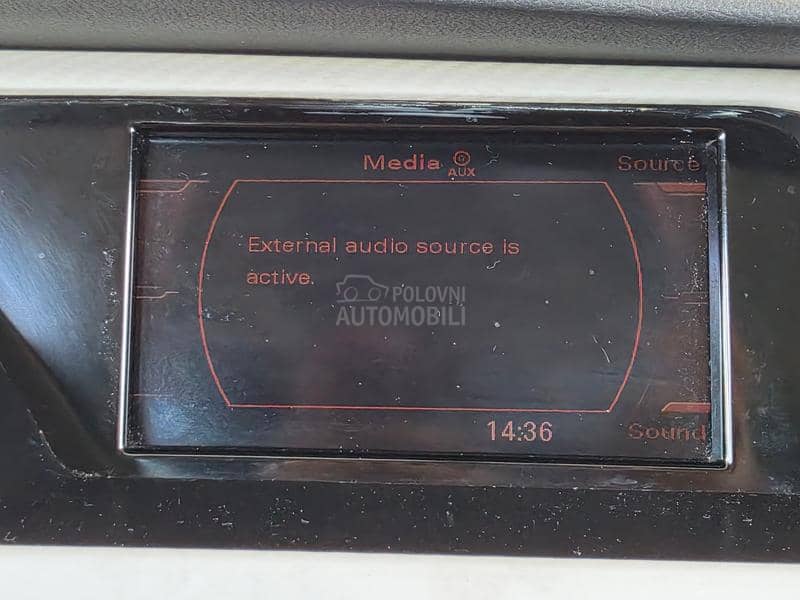 Media AUX
Source
External audio source is
active.
POLOVNI
AUTOMOBILI
14:36
Sound